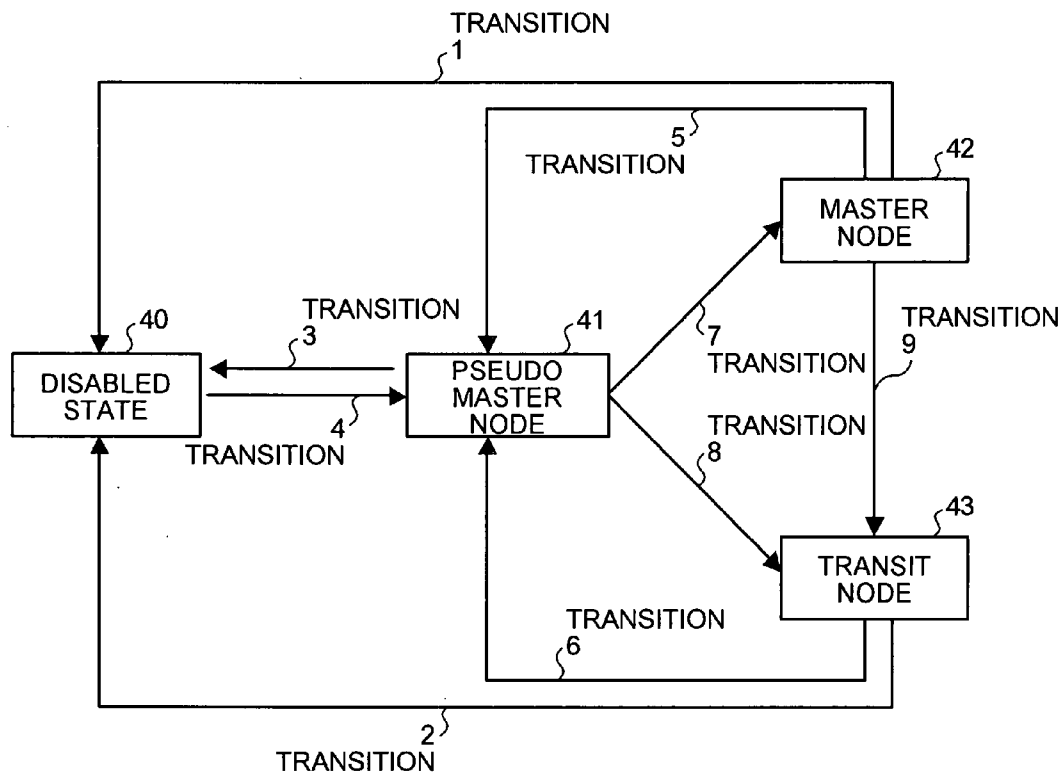 TRANSITION
1
5
TRANSITION
42
MASTER
NODE
TRANSITION
40
3
41
7
TRANSITION
TRANSITION
9
DISABLED
STATE
PSEUDO
MASTER
NODE
4
TRANSITION
TRANSITION
8
43
TRANSIT
NODE
TRANSITION
6
2
TRANSITION